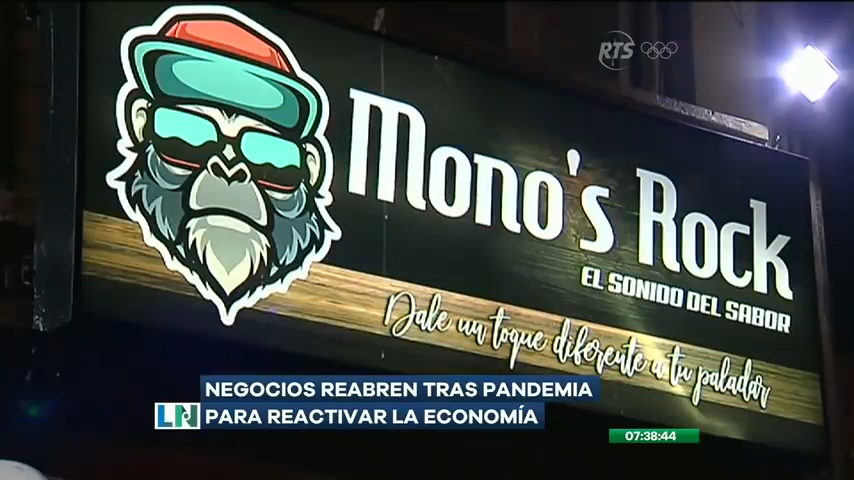 RTS
Mono's Rock
EL SONIDO DEL SABOR
Dale un toque diferente a tu paladar
NEGOCIOS REABREN TRAS PANDEMIA
LN PARA REACTIVAR LA ECONOMÍA
07:38:44